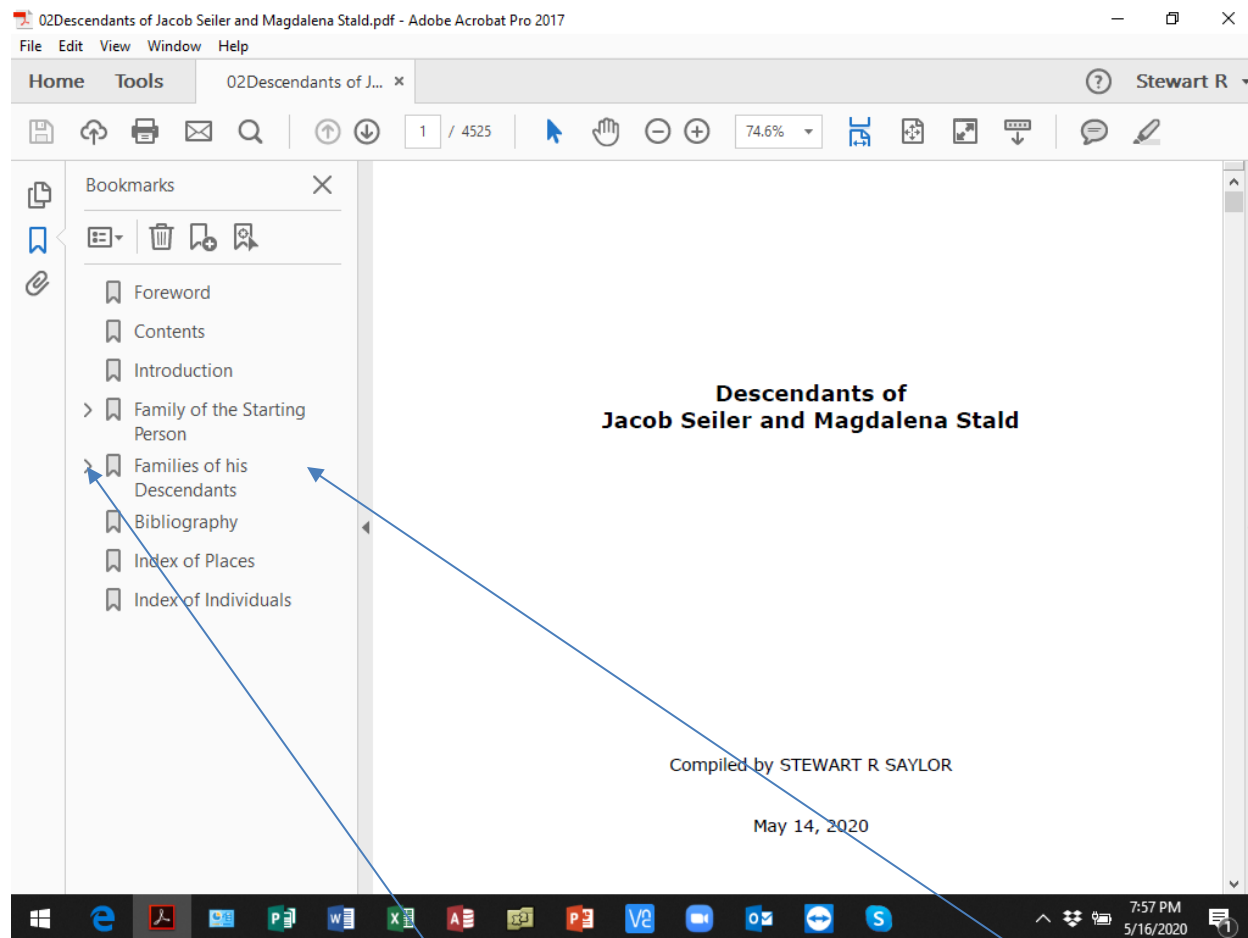 02Descendants of Jacob Seiler and Magdalena Stald.pdf - Adobe Acrobat Pro 2017
File Edit View Window Help
Home Tools 02Descendants of J... × ? Stewart R
1 / 4525 74.6%
Bookmarks
Foreword
Contents
Introduction
Family of the Starting
Person
Families of his
Descendants
Bibliography
Index of Places
Index of Individuals
Descendants of
Jacob Seiler and Magdalena Stald
Compiled by STEWART R SAYLOR
May 14, 2020
7:57 PM
5/16/2020
1